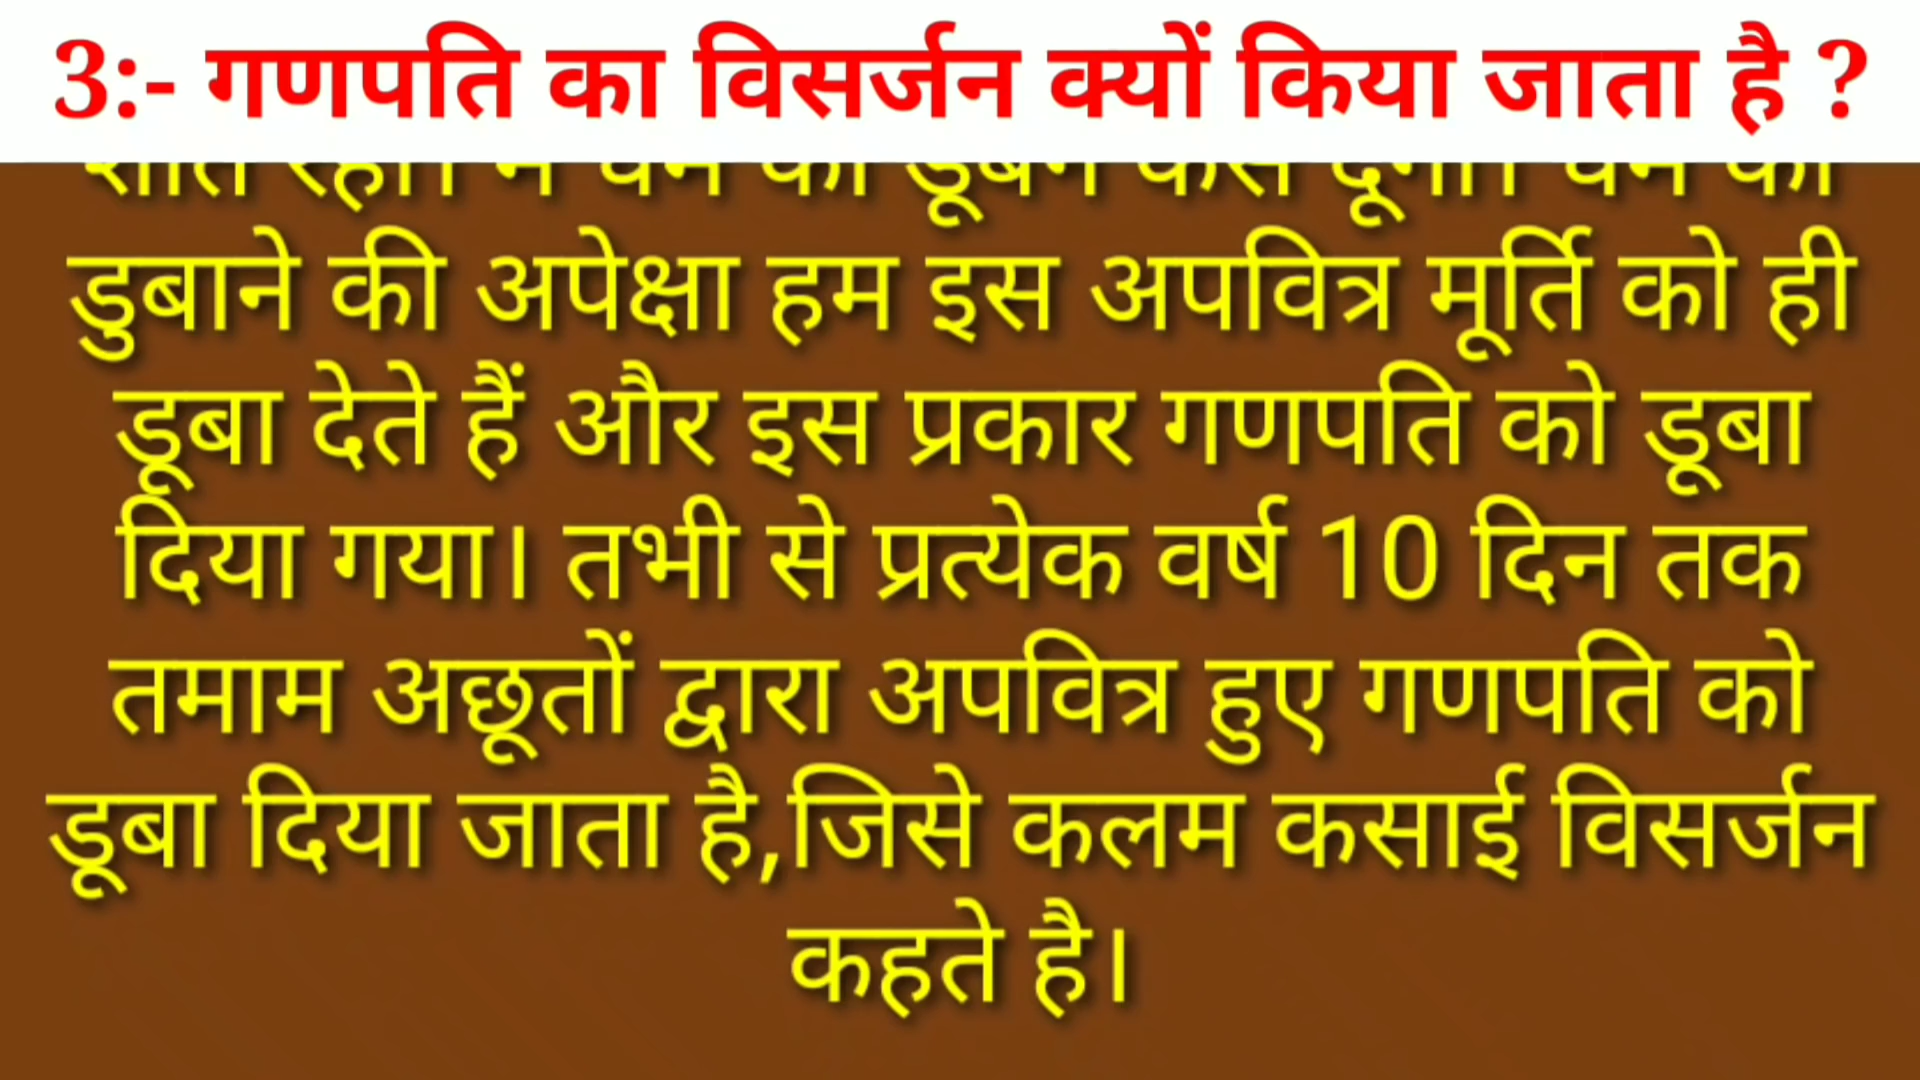 3:- गणपति का विसर्जन क्यों किया जाता है ?
डुबाने की अपेक्षा हम इस अपवित्र मूर्ति को ही
डूबा देते हैं और इस प्रकार गणपति को डूबा
दिया गया। तभी से प्रत्येक वर्ष 10 दिन तक
तमाम अछूतों द्वारा अपवित्र हुए गणपति को
डूबा दिया जाता है,जिसे कलम कसाई विसर्जन
कहते है।